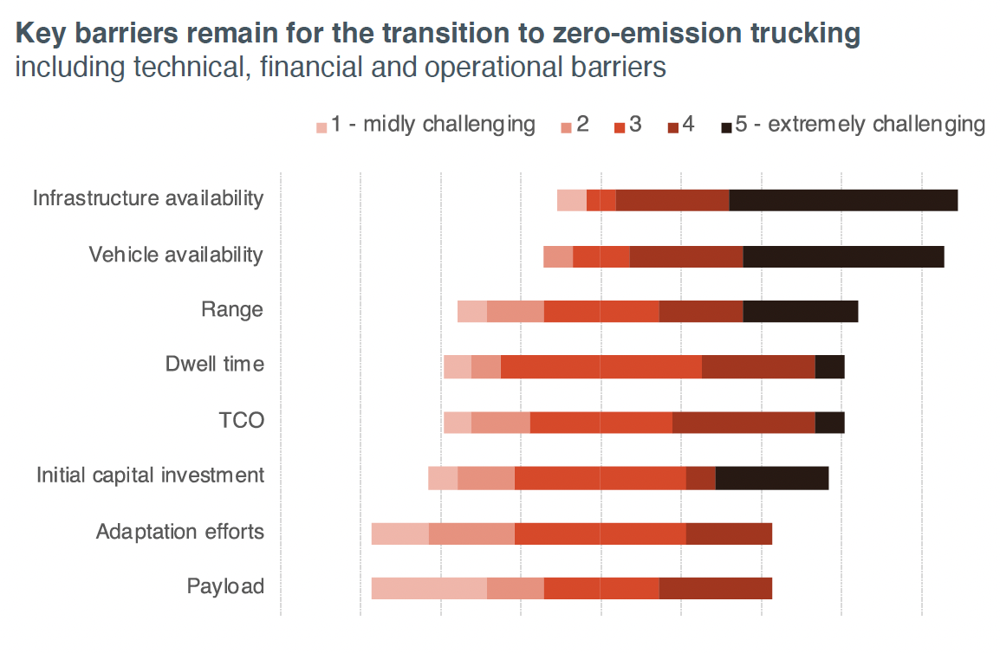 Key barriers remain for the transition to zero-emission trucking
including technical, financial and operational barriers
1 - midly challenging 2 3 4 5 - extremely challenging
Infrastructure availability
Vehicle availability
Range
Dwell time
TCO
Initial capital investment
Adaptation efforts
Payload